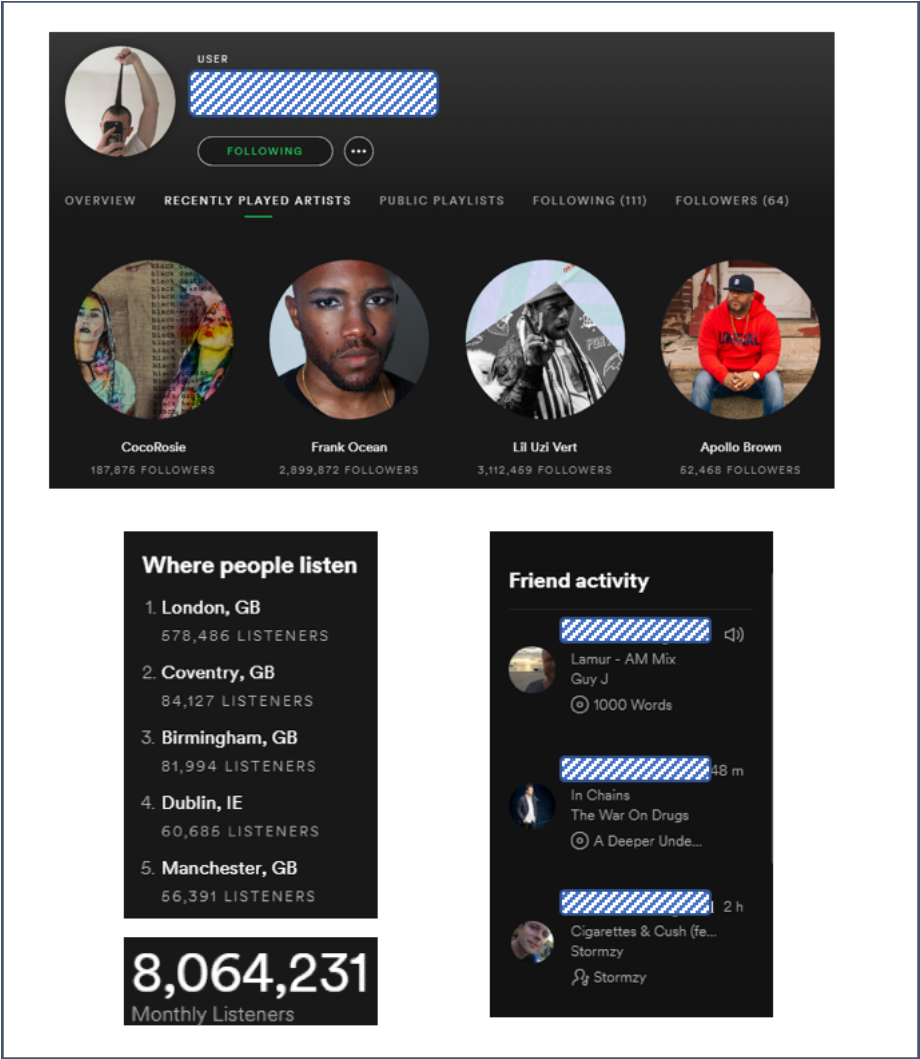 USER
FOLLOWING
OVERVIEW RECENTLY PLAYED ARTISTS PUBLIC PLAYLISTS FOLLOWING (111) FOLLOWERS (64)
CocoRosie Frank Ocean Lil Uzi Vert Apollo Brown
187,875 FOLLOWERS 2,899,872 FOLLOWERS 3,112,459 FOLLOWERS 52,468 FOLLOWERS
Where people listen
1. London, GB
578,486 LISTENERS
2. Coventry, GB
84,127 LISTENERS
3. Birmingham, GB
81,994 LISTENERS
4. Dublin, IE
60,685 LISTENERS
5. Manchester, GB
56,391 LISTENERS
8,064,231
Monthly Listeners
Friend activity
Lamur - AM Mix
Guy J
1000 Words
48 m
In Chains
The War On Drugs
A Deeper Unde...
2 h
Cigarettes & Cush (fe...
Stormzy
Stormzy